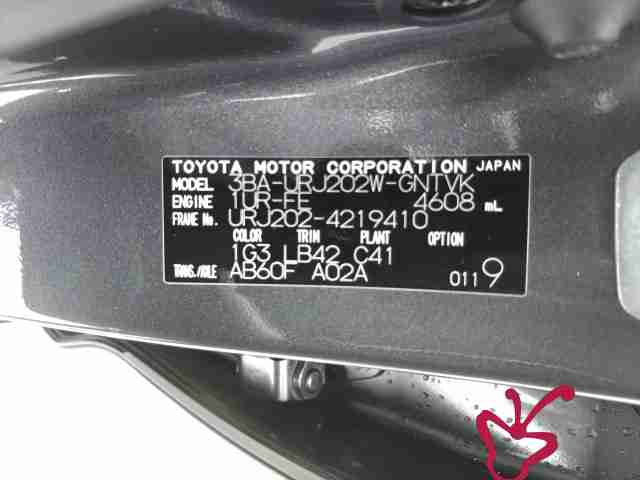 TOYOTA MOTOR CORPORATION JAPAN
MODEL 3BA-URJ202W-GNTVK
ENGINE 1UR-FE 4608 mL
FRAME No. URJ202-4219410
COLOR TRIM PLANT OPTION
1G3 LB42 C41
TRANS./AXLE AB60F A02A 0119